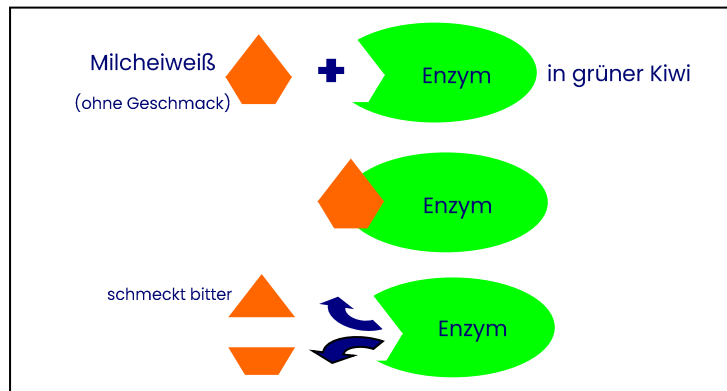 Milcheiweiß
(ohne Geschmack)
Enzym
in grüner Kiwi
Enzym
schmeckt bitter
Enzym